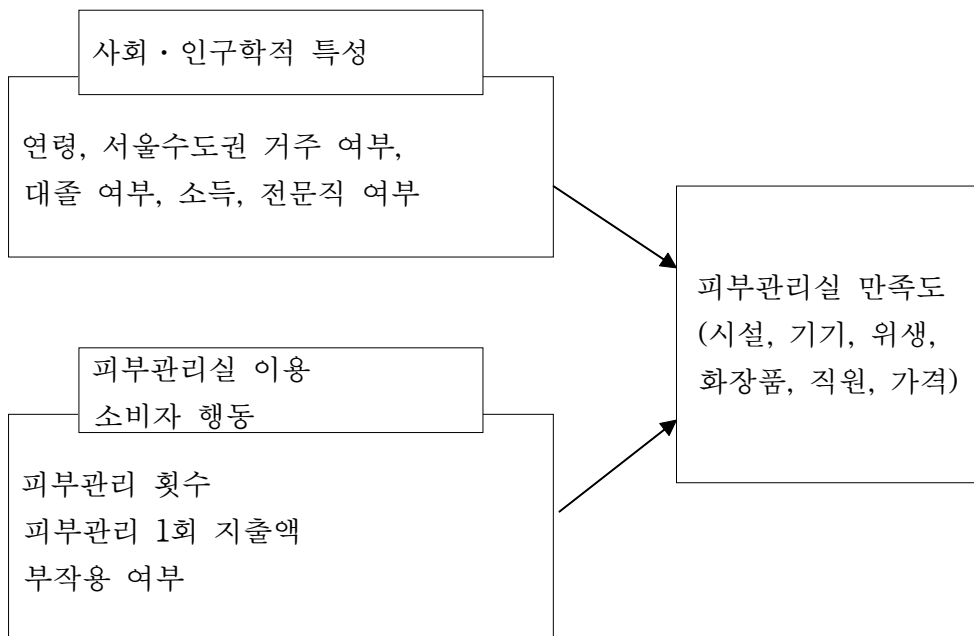 사회·인구학적 특성
연령, 서울수도권 거주 여부,
대졸 여부, 소득, 전문직 여부
피부관리실 이용
소비자 행동
피부관리 횟수
피부관리 1회 지출액
부작용 여부
피부관리실 만족도
(시설, 기기, 위생,
화장품, 직원, 가격)